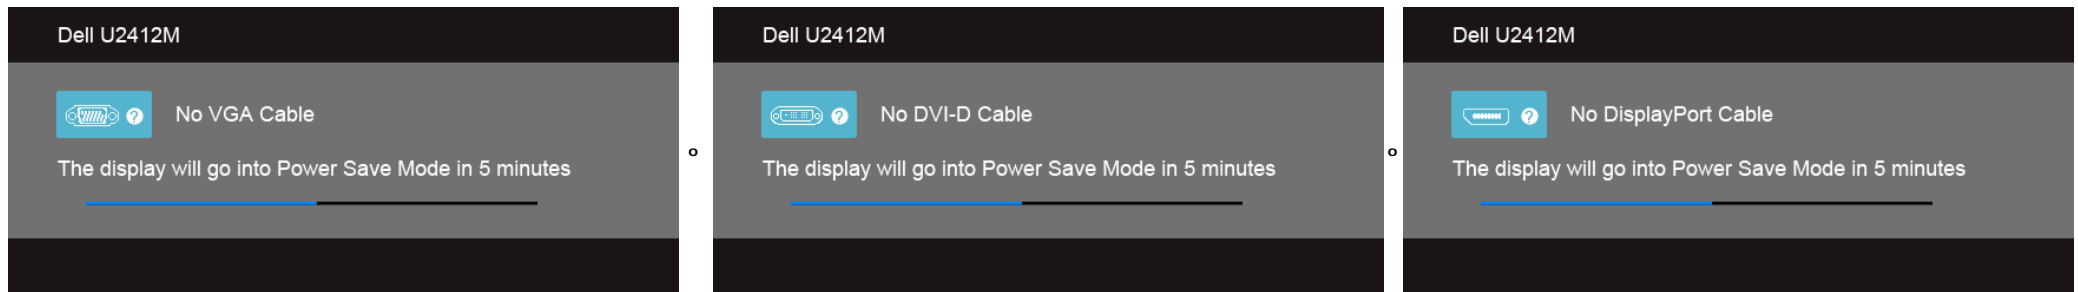 Dell U2412M
No VGA Cable
The display will go into Power Save Mode in 5 minutes
o
Dell U2412M
No DVI-D Cable
The display will go into Power Save Mode in 5 minutes
o
Dell U2412M
No DisplayPort Cable
The display will go into Power Save Mode in 5 minutes